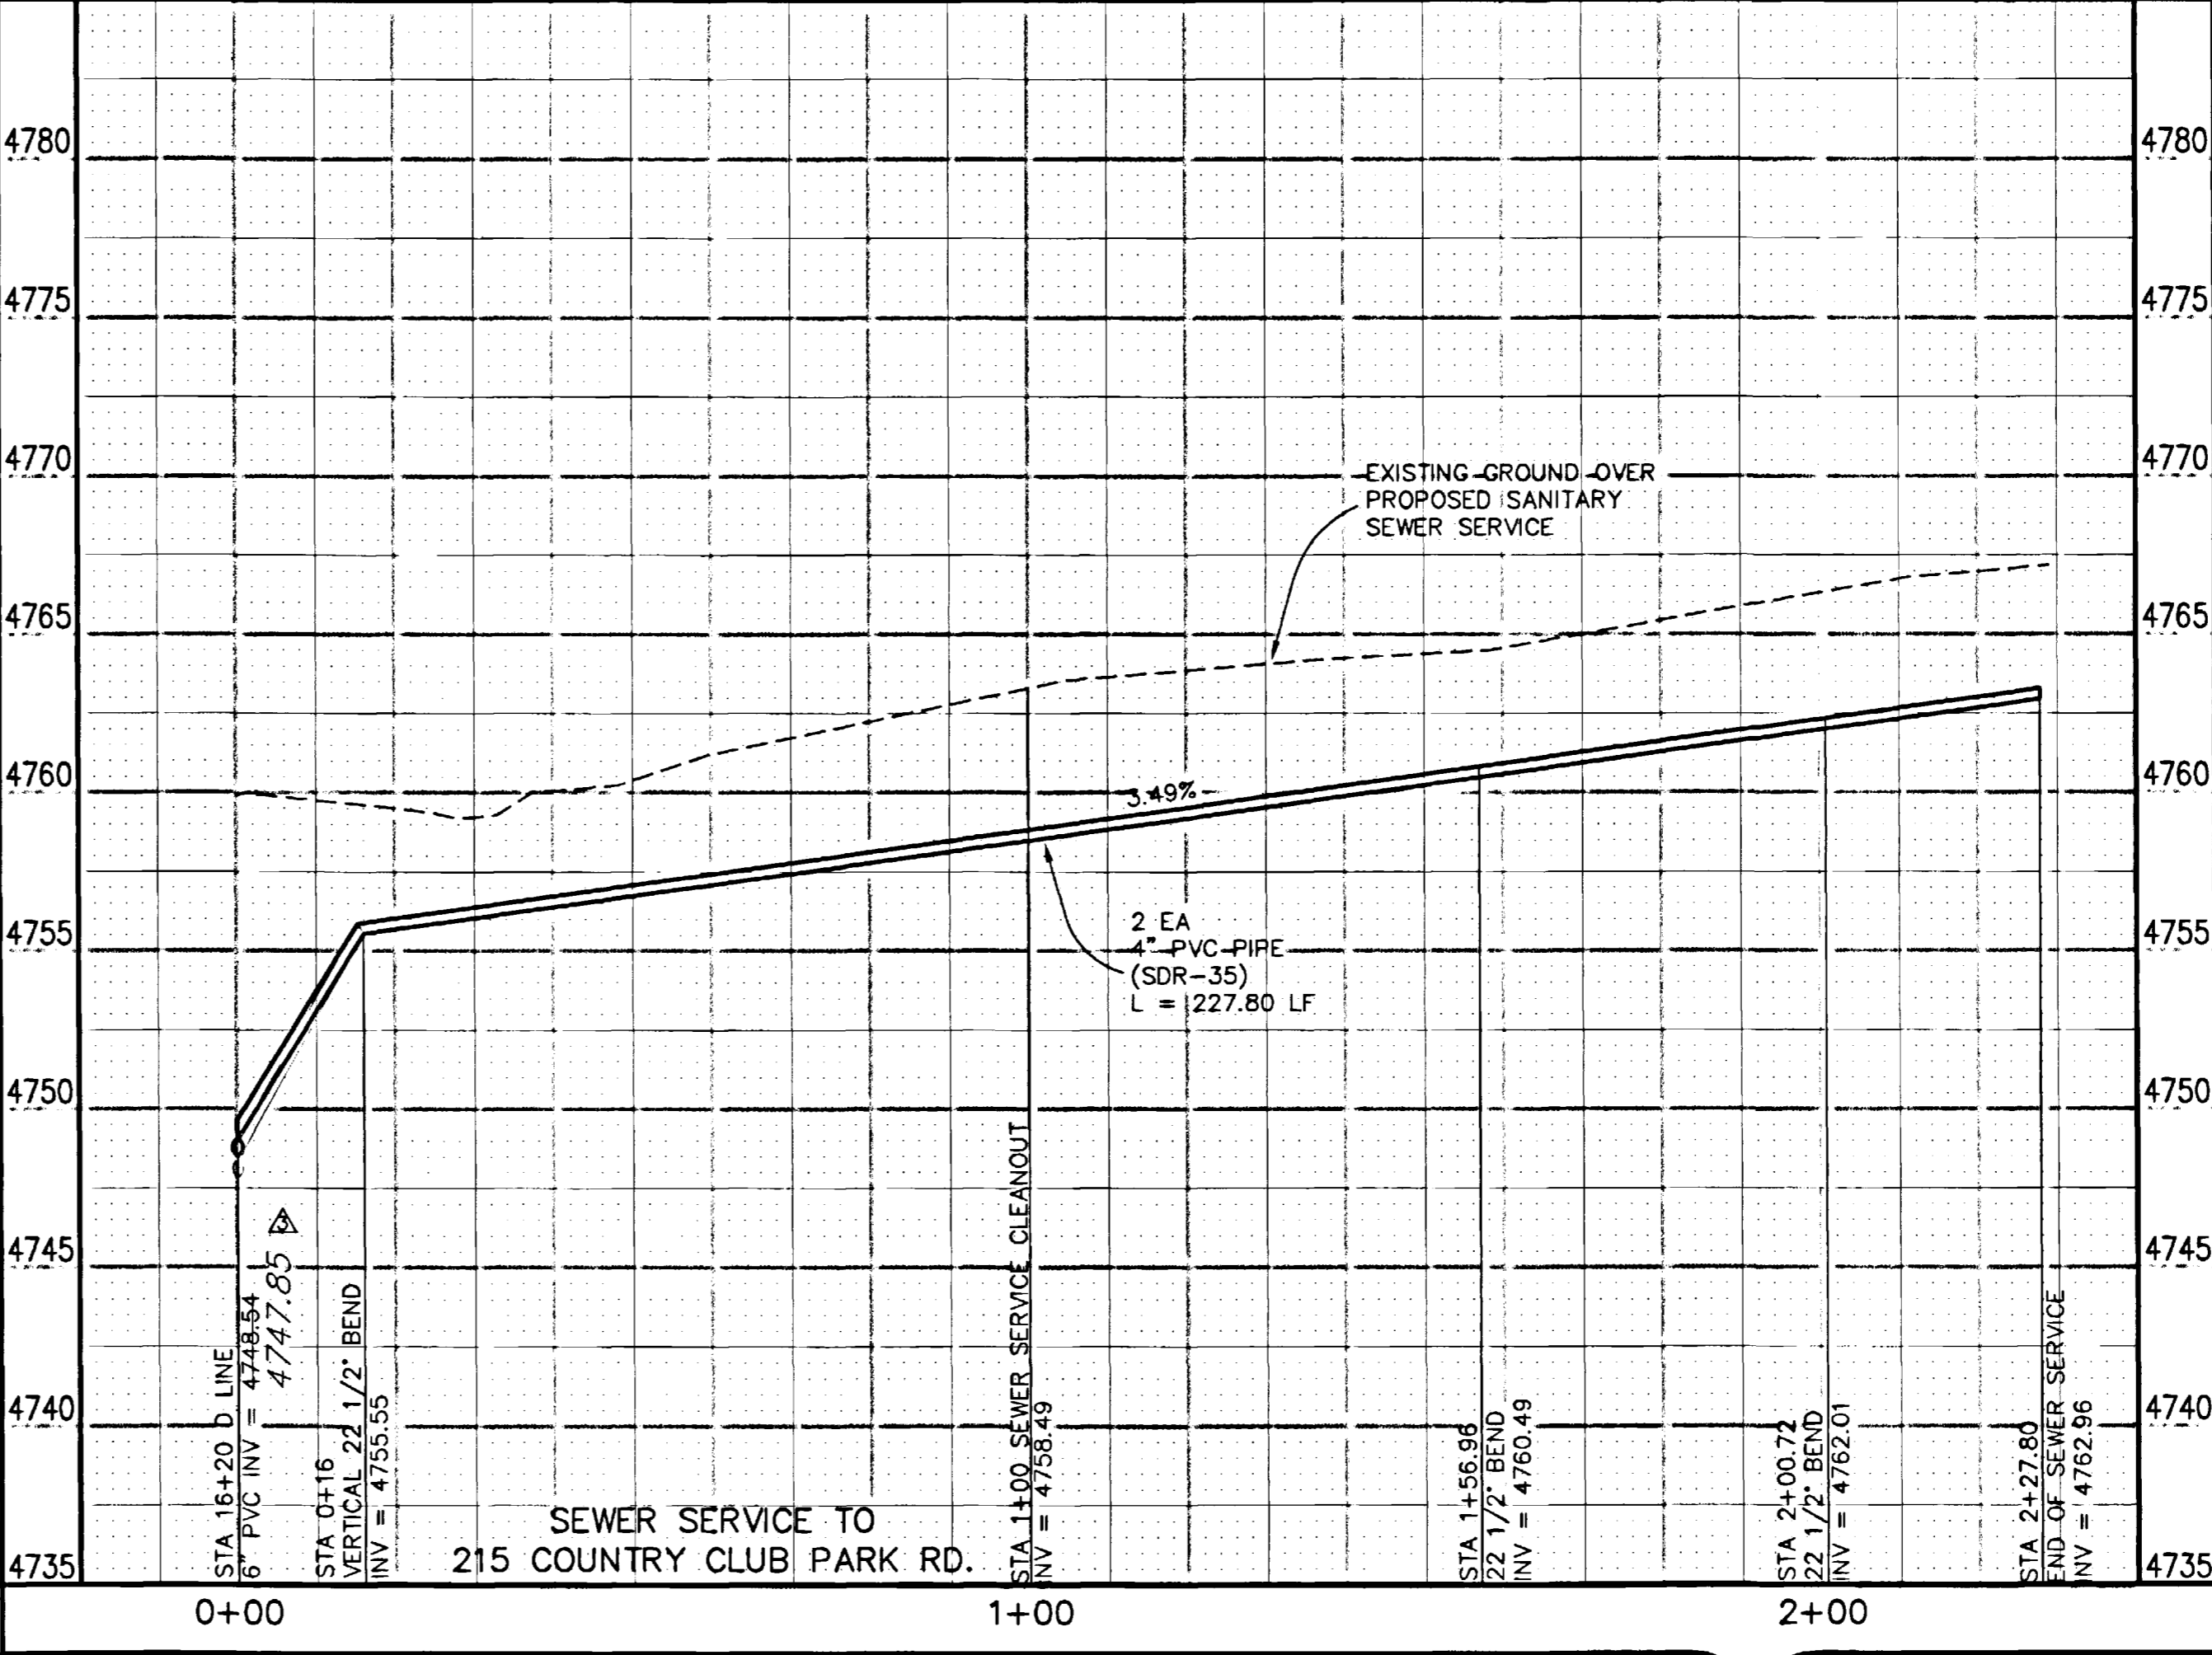 4780
4780
4775
4775
4770
4770
EXISTING GROUND OVER
PROPOSED SANITARY
SEWER SERVICE
4765
4765
4760
4760
3.49%
4755
4755
2 EA
4" PVC PIPE
(SDR-35)
L = 227.80 LF
4750
4750
4745
4745
4740
4740
4735
4735
STA 16+20 D LINE
6" PVC INV = 4748.54
4747.85
3
STA 0+16
VERTICAL 22 1/2° BEND
INV = 4755.55
SEWER SERVICE TO
215 COUNTRY CLUB PARK RD.
STA 1+00 SEWER SERVICE CLEANOUT
INV = 4758.49
STA 1+56.96
22 1/2° BEND
INV = 4760.49
STA 2+00.72
22 1/2° BEND
INV = 4762.01
STA 2+27.80
END OF SEWER SERVICE
INV = 4762.96
0+00
1+00
2+00